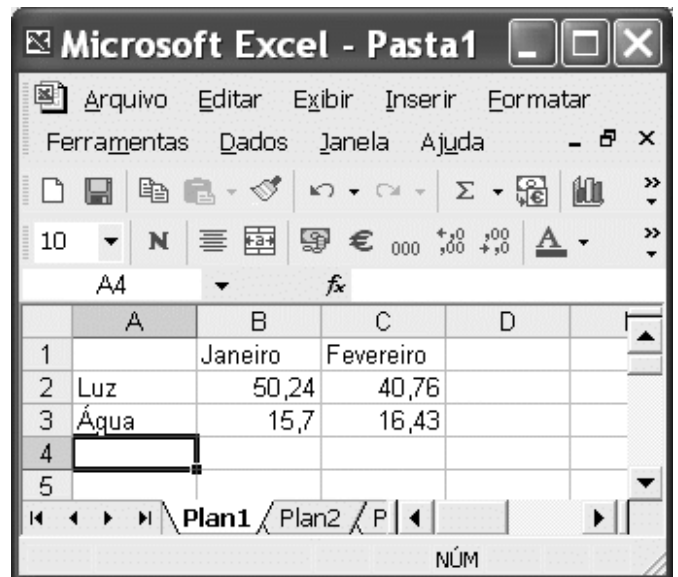 Microsoft Excel - Pasta1
Arquivo Editar Exibir Inserir Formatar
Ferramentas Dados Janela Ajuda
10 N 000
A4 fx
A B C D
1 Janeiro Fevereiro
2 Luz 50,24 40,76
3 Água 15,7 16,43
4
5
Plan1 Plan2 P
NÚM